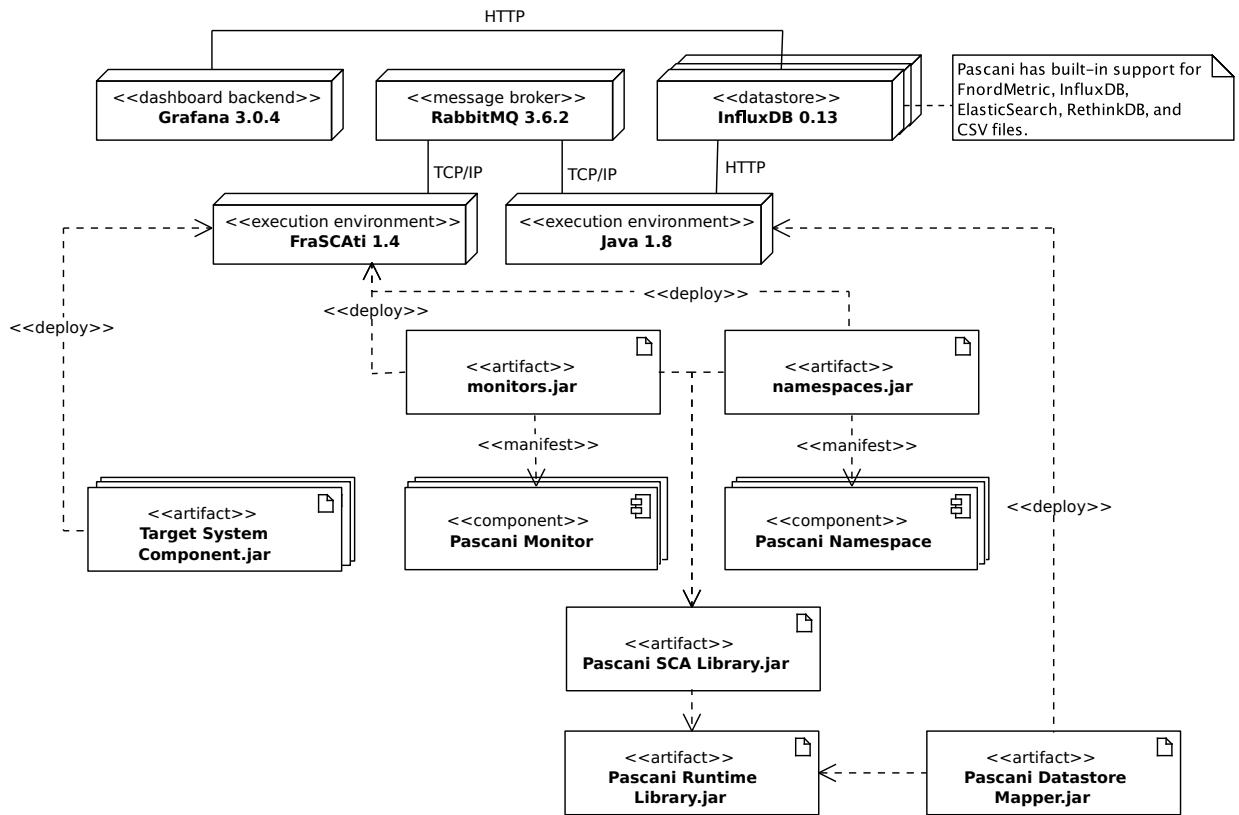 HTTP
<<dashboard backend>>
Grafana 3.0.4
<<message broker>>
RabbitMQ 3.6.2
<<datastore>>
InfluxDB 0.13
Pascani has built-in support for
FnordMetric, InfluxDB,
ElasticSearch, RethinkDB, and
CSV files.
TCP/IP
TCP/IP
HTTP
<<execution environment>>
FraSCAti 1.4
<<execution environment>>
Java 1.8
<<deploy>>
<<deploy>>
<<deploy>>
<<artifact>>
monitors.jar
<<artifact>>
namespaces.jar
<<manifest>>
<<manifest>>
<<artifact>>
Target System
Component.jar
<<component>>
Pascani Monitor
<<component>>
Pascani Namespace
<<deploy>>
<<artifact>>
Pascani SCA Library.jar
<<artifact>>
Pascani Runtime
Library.jar
<<artifact>>
Pascani Datastore
Mapper.jar